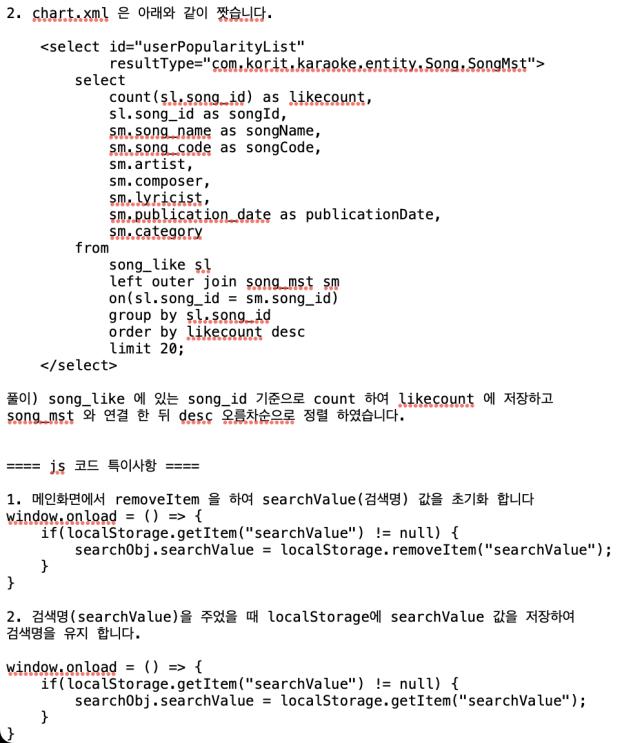 2. chart.xml 은 아래와 같이 짯습니다.
<select id="userPopularityList"
resultType="com.korit.karaoke.entity.Song.SongMst">
select
count(sl.song_id) as likecount,
sl.song_id as songId,
sm.song_name as songName,
sm.song_code as songCode,
sm.artist,
sm.composer,
sm.lyricist,
sm.publication_date as publicationDate,
sm.category
from
song_like sl
left outer join song_mst sm
on(sl.song_id = sm.song_id)
group by sl.song_id
order by likecount desc
limit 20;
</select>
풀이) song_like 에 있는 song_id 기준으로 count 하여 likecount 에 저장하고
song_mst 와 연결 한 뒤 desc 오름차순으로 정렬 하였습니다.
==== js 코드 특이사항 ====
1. 메인화면에서 removeItem 을 하여 searchValue(검색명) 값을 초기화 합니다
window.onload = () => {
if(localStorage.getItem("searchValue") != null) {
searchObj.searchValue = localStorage.removeItem("searchValue");
}
}
2. 검색명(searchValue)을 주었을 때 localStorage에 searchValue 값을 저장하여
검색명을 유지 합니다.
window.onload = () => {
if(localStorage.getItem("searchValue") != null) {
searchObj.searchValue = localStorage.getItem("searchValue");
}
}